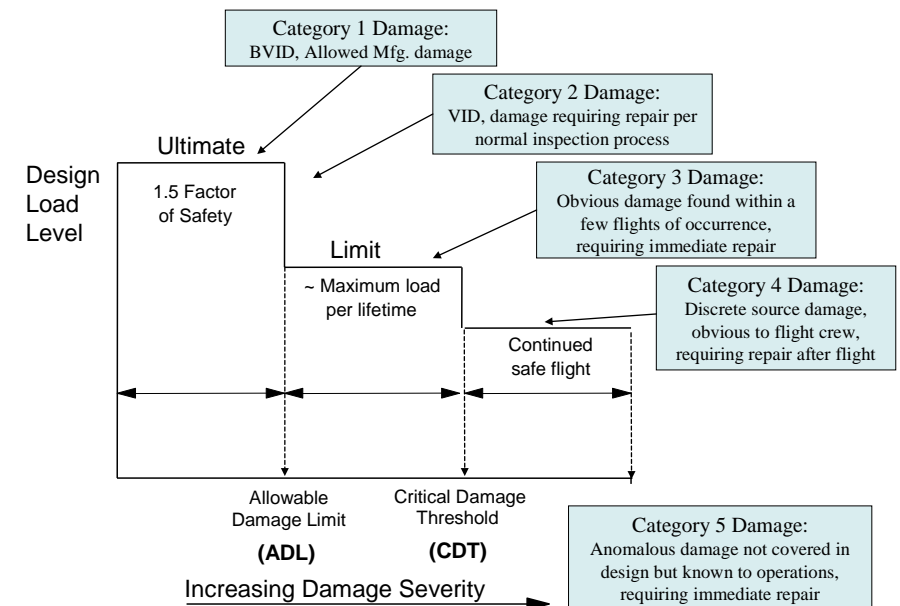 Category 1 Damage:
BVID, Allowed Mfg. damage
Category 2 Damage:
VID, damage requiring repair per
normal inspection process
Ultimate
Design
Load
Level
1.5 Factor
of Safety
Category 3 Damage:
Obvious damage found within a
few flights of occurrence,
requiring immediate repair
Limit
~ Maximum load
per lifetime
Category 4 Damage:
Discrete source damage,
obvious to flight crew,
requiring repair after flight
Continued
safe flight
Allowable
Damage Limit
(ADL)
Critical Damage
Threshold
(CDT)
Increasing Damage Severity
Category 5 Damage:
Anomalous damage not covered in
design but known to operations,
requiring immediate repair